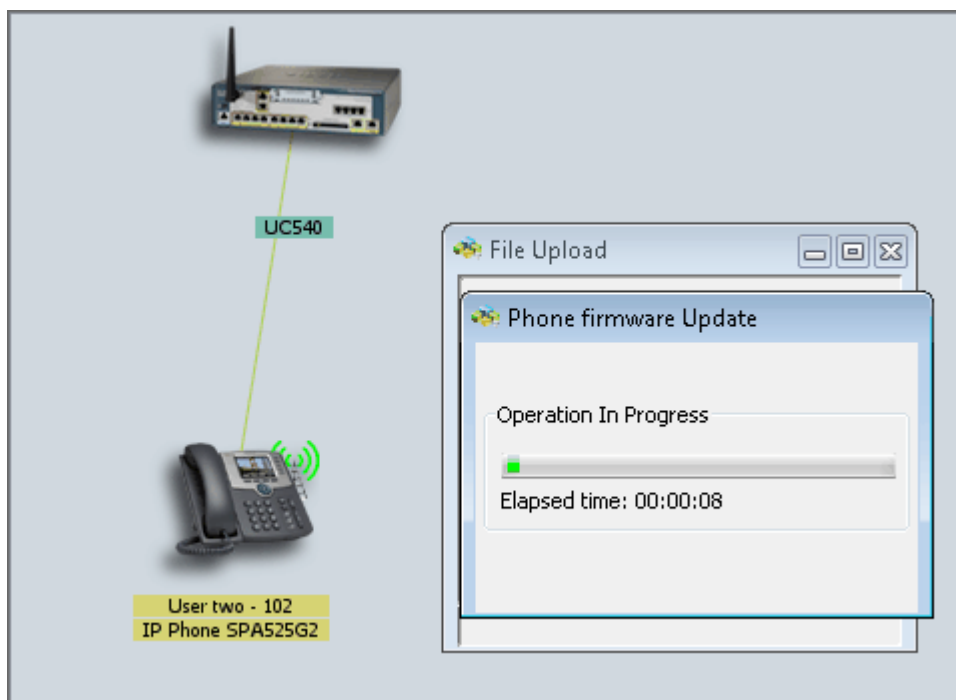 UC540
File Upload
Phone firmware Update
Operation In Progress
Elapsed time: 00:00:08
User two - 102
IP Phone SPA525G2